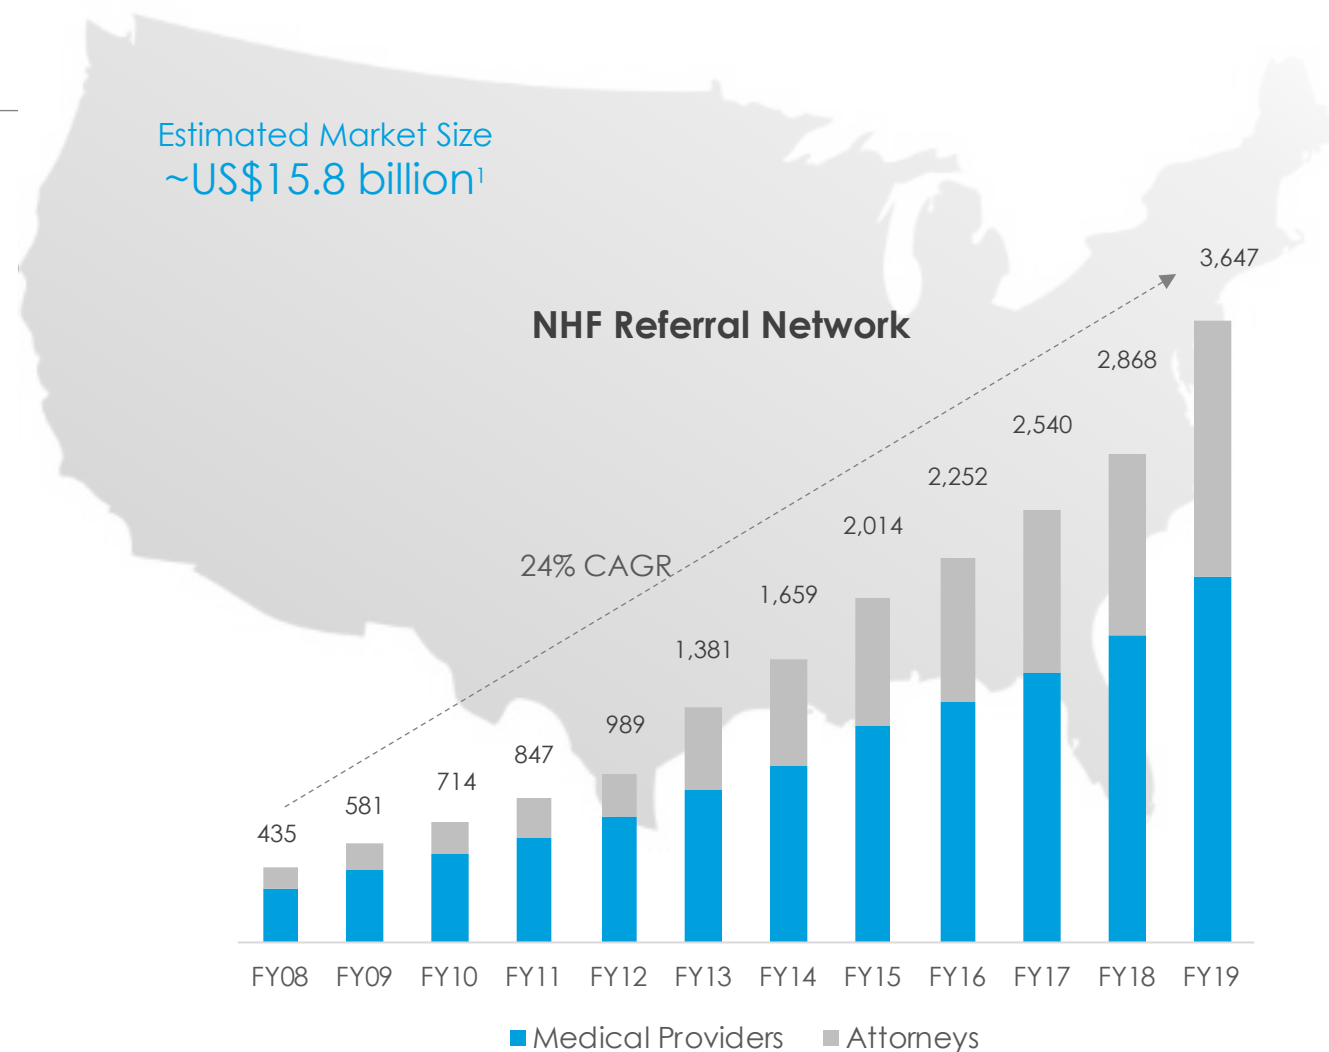 Estimated Market Size
~US$15.8 billion¹
NHF Referral Network
24% CAGR
435
581
714
847
989
1,381
1,659
2,014
2,252
2,540
2,868
3,647
FY08 FY09 FY10 FY11 FY12 FY13 FY14 FY15 FY16 FY17 FY18 FY19
Medical Providers Attorneys